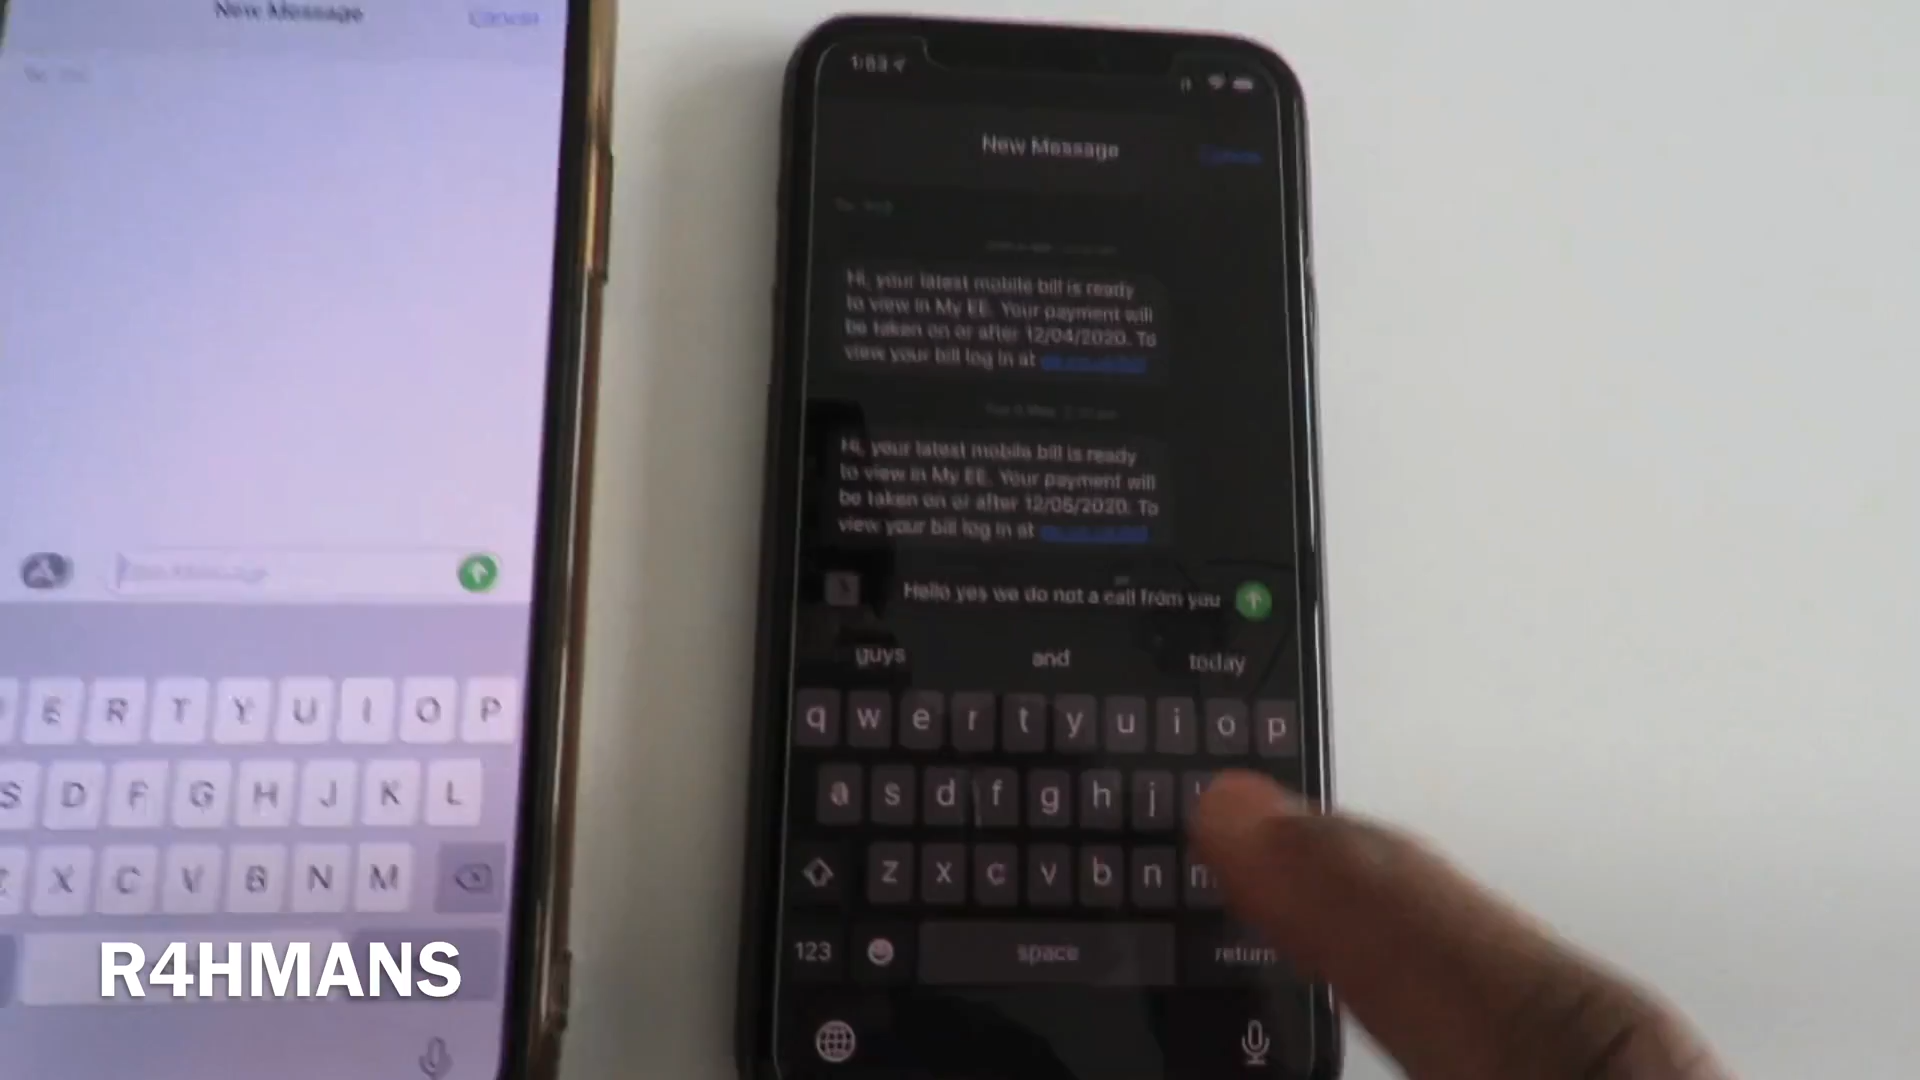 New Message
E R T Y U I O P
S D F G H J K L
X C V B N M
R4HMANS
1:53
New Message
Cancel
Hi, your latest mobile bill is ready
to view in My EE. Your payment will
be taken on or after 12/04/2020. To
view your bill log in at
Hi, your latest mobile bill is ready
to view in My EE. Your payment will
be taken on or after 12/05/2020. To
view your bill log in at
Hello yes we do not a call from you
guys and today
q w e r t y u i o p
a s d f g h j
z x c v b n m
123 space return